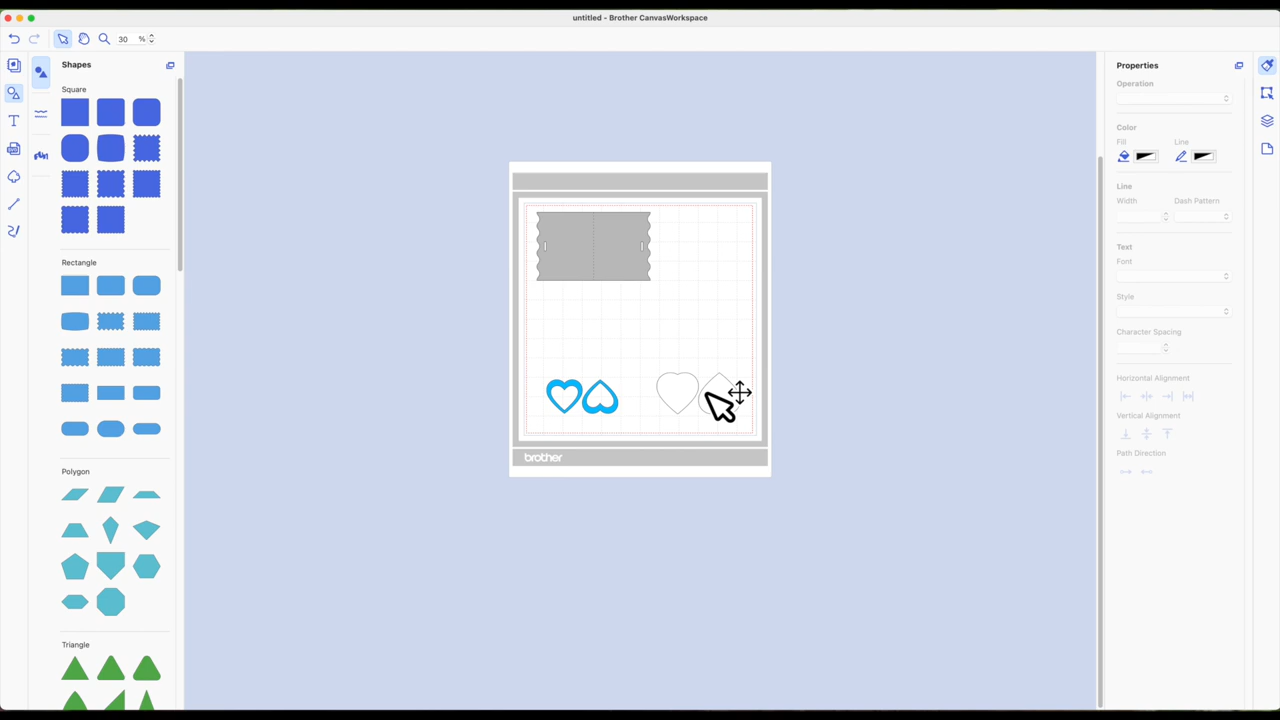 untitled - Brother CanvasWorkspace
30 %
Shapes
Square
Rectangle
Polygon
Triangle
brother
Properties
Operation
Color
Fill Line
Line
Width Dash Pattern
Text
Font
Style
Character Spacing
Horizontal Alignment
Vertical Alignment
Path Direction